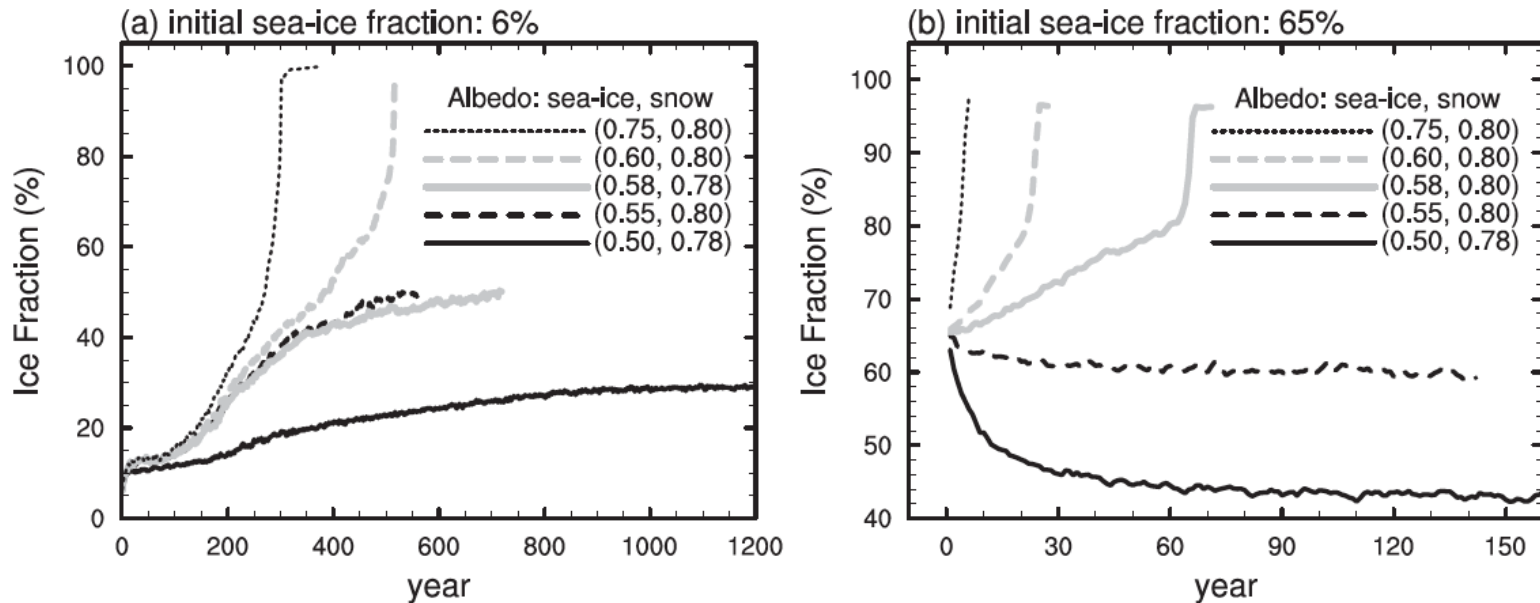 (a) initial sea-ice fraction: 6%
Ice Fraction (%)
100
80
60
40
20
0
Albedo: sea-ice, snow
(0.75, 0.80)
(0.60, 0.80)
(0.58, 0.78)
(0.55, 0.80)
(0.50, 0.78)
0 200 400 600 800 1000 1200
year
(b) initial sea-ice fraction: 65%
Ice Fraction (%)
100
90
80
70
60
50
40
Albedo: sea-ice, snow
(0.75, 0.80)
(0.60, 0.80)
(0.58, 0.80)
(0.55, 0.80)
(0.50, 0.78)
0 30 60 90 120 150
year